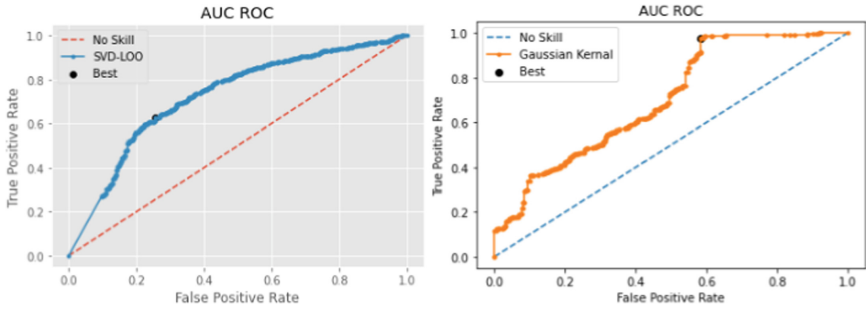 AUC ROC
No Skill
SVD-LOO
Best
True Positive Rate
1.0
0.8
0.6
0.4
0.2
0.0
0.0 0.2 0.4 0.6 0.8 1.0
False Positive Rate
AUC ROC
No Skill
Gaussian Kernal
Best
True Positive Rate
1.0
0.8
0.6
0.4
0.2
0.0
0.0 0.2 0.4 0.6 0.8 1.0
False Positive Rate